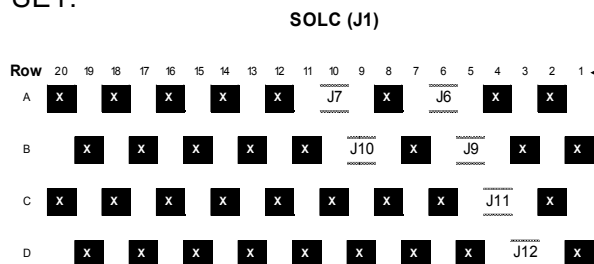 SET:
SOLC (J1)
Row 20 19 18 17 16 15 14 13 12 11 10 9 8 7 6 5 4 3 2 1
A X X X X X J7 X J6 X X
B X X X X X J10 X J9 X X
C X X X X X X X X J11 X
D X X X X X X X X J12 X